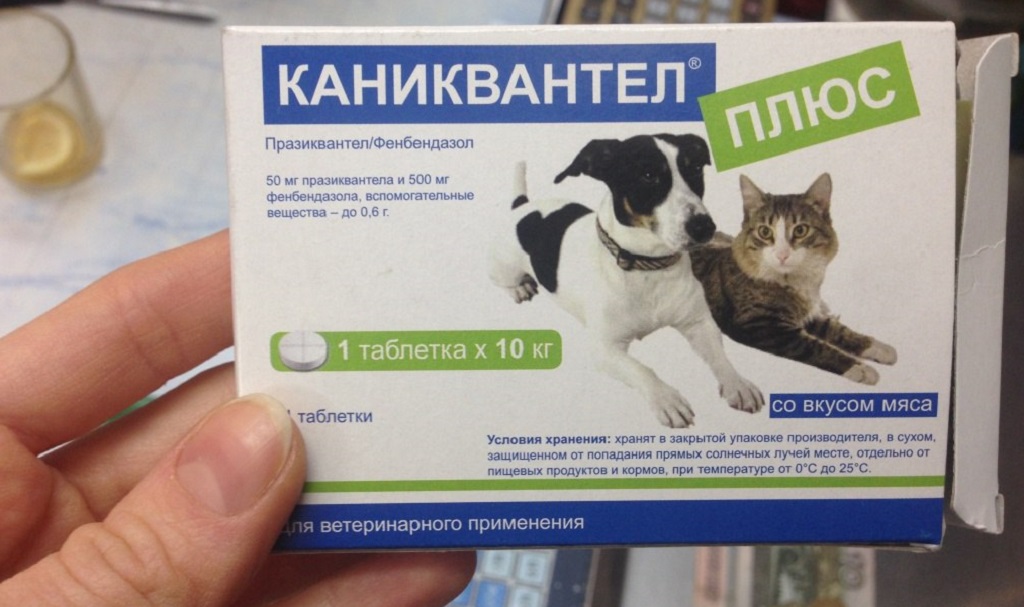 КАНИКВАНТЕЛ®
ПЛЮС
Празиквантел/Фенбендазол
50 мг празиквантела и 500 мг
фенбендазола, вспомогательные
вещества – до 0,6 г.
1 таблетка х 10 кг
таблетки
со вкусом мяса
Условия хранения: хранят в закрытой упаковке производителя, в сухом,
защищенном от попадания прямых солнечных лучей месте, отдельно от
пищевых продуктов и кормов, при температуре от 0°С до 25°С.
для ветеринарного применения